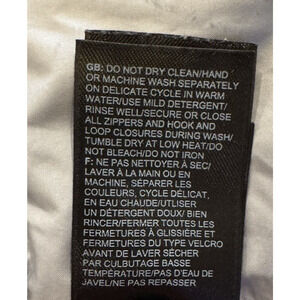 GB: DO NOT DRY CLEAN/HAND
OR MACHINE WASH SEPARATELY
ON DELICATE CYCLE IN WARM
WATER/USE MILD DETERGENT/
RINSE WELL/SECURE OR CLOSE
ALL ZIPPERS AND HOOK AND
LOOP CLOSURES DURING WASH/
TUMBLE DRY AT LOW HEAT/DO
NOT BLEACH/DO NOT IRON
F: NE PAS NETTOYER À SEC/
LAVER À LA MAIN OU EN
MACHINE, SÉPARER LES
COULEURS, CYCLE DÉLICAT,
EN EAU CHAUDE/UTLISER
UN DÉTERGENT DOUX/ BIEN
RINCER/FERMER TOUTES LES
FERMETURES À GLISSIÈRE ET
FERMETURES DU TYPE VELCRO
AVANT DE LAVER SÉCHER
PAR CULBUTAGE BASSE
TEMPÉRATURE/PAS D'EAU DE
JAVEL/NE PAS REPASSER